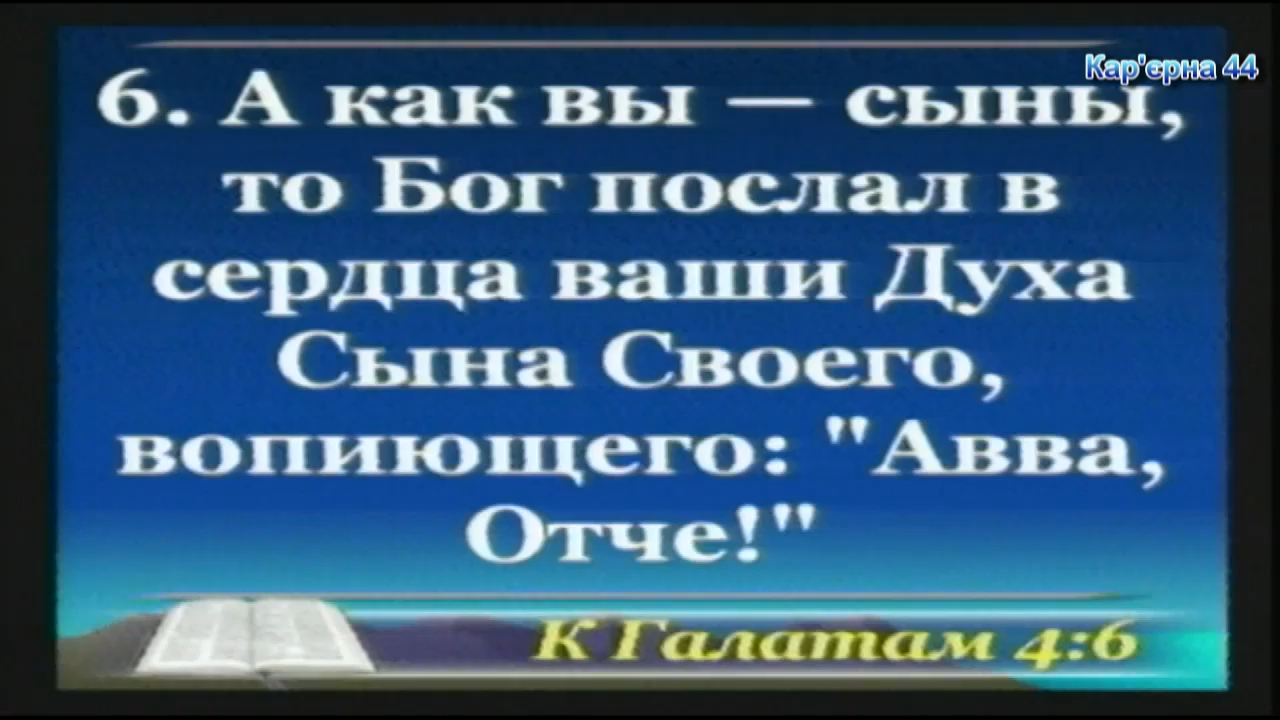 Кар'єрна 44
6. А как вы — сыны,
то Бог послал в
сердца ваши Духа
Сына Своего,
вопиющего: "Авва,
Отче!"
К Галатам 4:6